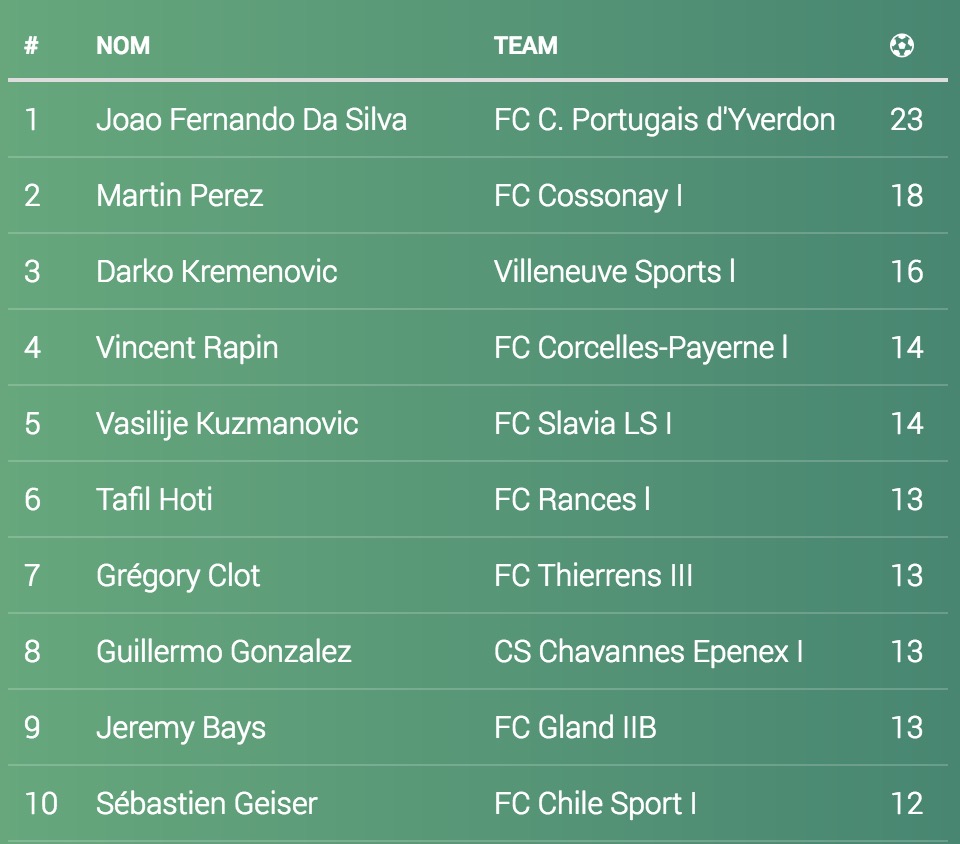 # NOM TEAM
1 Joao Fernando Da Silva FC C. Portugais d'Yverdon 23
2 Martin Perez FC Cossonay I 18
3 Darko Kremenovic Villeneuve Sports l 16
4 Vincent Rapin FC Corcelles-Payerne l 14
5 Vasilije Kuzmanovic FC Slavia LS I 14
6 Tafil Hoti FC Rances l 13
7 Grégory Clot FC Thierrens III 13
8 Guillermo Gonzalez CS Chavannes Epenex I 13
9 Jeremy Bays FC Gland IIB 13
10 Sébastien Geiser FC Chile Sport I 12